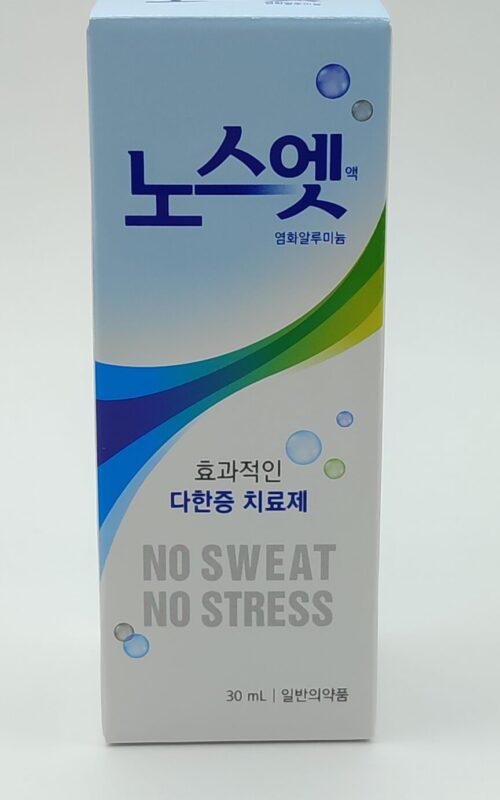 노스엣 액
염화알루미늄
효과적인
다한증 치료제
NO SWEAT
NO STRESS
30 mL | 일반의약품